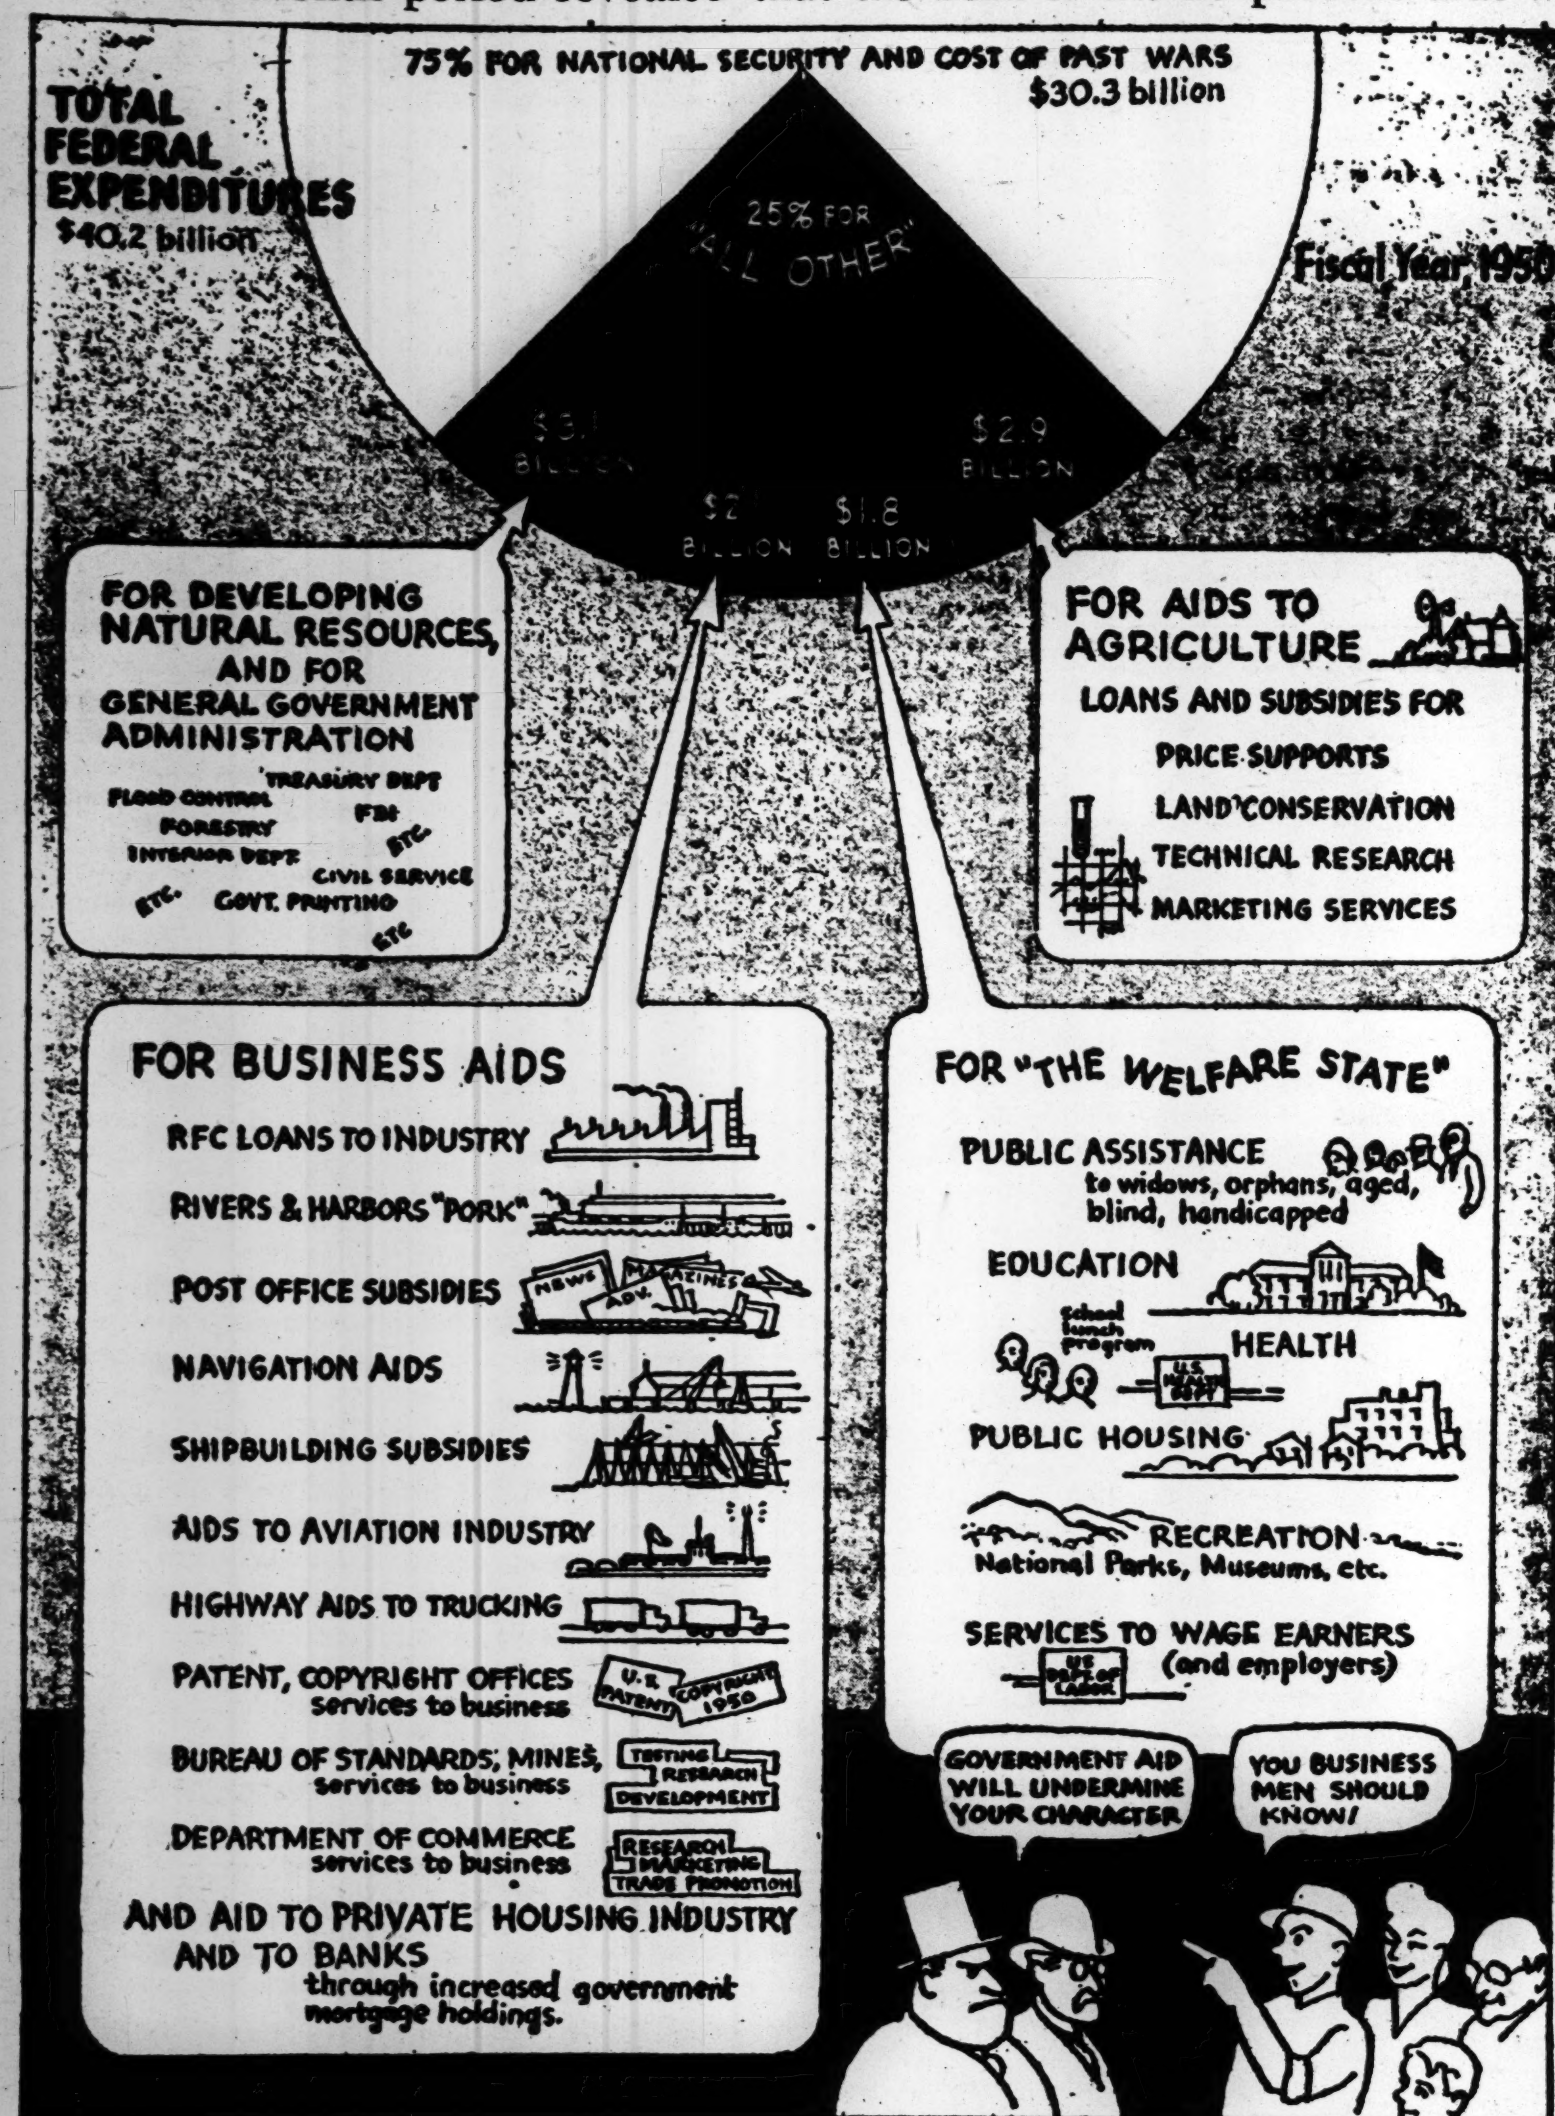 75% FOR NATIONAL SECURITY AND COST OF PAST WARS
$30.3 billion
TOTAL
FEDERAL
EXPENDITURES
$40.2 billion
Fiscal Year, 1950
25% FOR
"ALL OTHER"
$3.1
BILLION
$2
BILLION
$1.8
BILLION
$2.9
BILLION
FOR DEVELOPING
NATURAL RESOURCES,
AND FOR
GENERAL GOVERNMENT
ADMINISTRATION
TREASURY DEPT
FLOOD CONTROL
FBI
FORESTRY
ETC.
INTERIOR DEPT.
CIVIL SERVICE
ETC.
GOVT. PRINTING
ETC
FOR AIDS TO
AGRICULTURE
LOANS AND SUBSIDIES FOR
PRICE SUPPORTS
LAND CONSERVATION
TECHNICAL RESEARCH
MARKETING SERVICES
FOR BUSINESS AIDS
RFC LOANS TO INDUSTRY
RIVERS & HARBORS "PORK"
POST OFFICE SUBSIDIES
NEWS
MAGAZINES
ADV.
NAVIGATION AIDS
SHIPBUILDING SUBSIDIES
AIDS TO AVIATION INDUSTRY
HIGHWAY AIDS TO TRUCKING
PATENT, COPYRIGHT OFFICES
services to business
U.S.
PATENT
COPYRIGHT
1950
BUREAU OF STANDARDS, MINES,
services to business
TESTING
RESEARCH
DEVELOPMENT
DEPARTMENT OF COMMERCE
services to business
RESEARCH
MARKETING
TRADE PROMOTION
AND AID TO PRIVATE HOUSING INDUSTRY
AND TO BANKS
through increased government
mortgage holdings.
FOR "THE WELFARE STATE"
PUBLIC ASSISTANCE
to widows, orphans, aged,
blind, handicapped
EDUCATION
school
lunch
program
HEALTH
U.S.
HEALTH
DEPT
PUBLIC HOUSING
RECREATION
National Parks, Museums, etc.
SERVICES TO WAGE EARNERS
(and employers)
US
DEPT. OF
LABOR
GOVERNMENT AID
WILL UNDERMINE
YOUR CHARACTER
YOU BUSINESS
MEN SHOULD
KNOW!